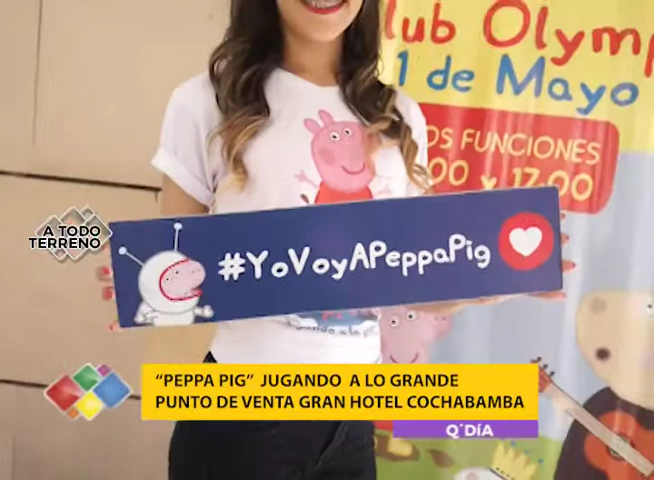 lub Olymp
1 de Mayo
OS FUNCIONES
00 y 17.00
A TODO
TERRENO
#YoVoyAPeppaPig
"PEPPA PIG" JUGANDO A LO GRANDE
PUNTO DE VENTA GRAN HOTEL COCHABAMBA
Q´DÍA